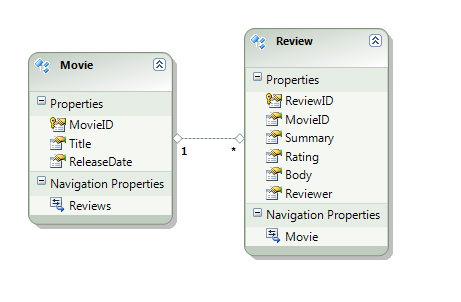 Movie
Properties
MovieID
Title
ReleaseDate
Navigation Properties
Reviews
1
*
Review
Properties
ReviewID
MovieID
Summary
Rating
Body
Reviewer
Navigation Properties
Movie